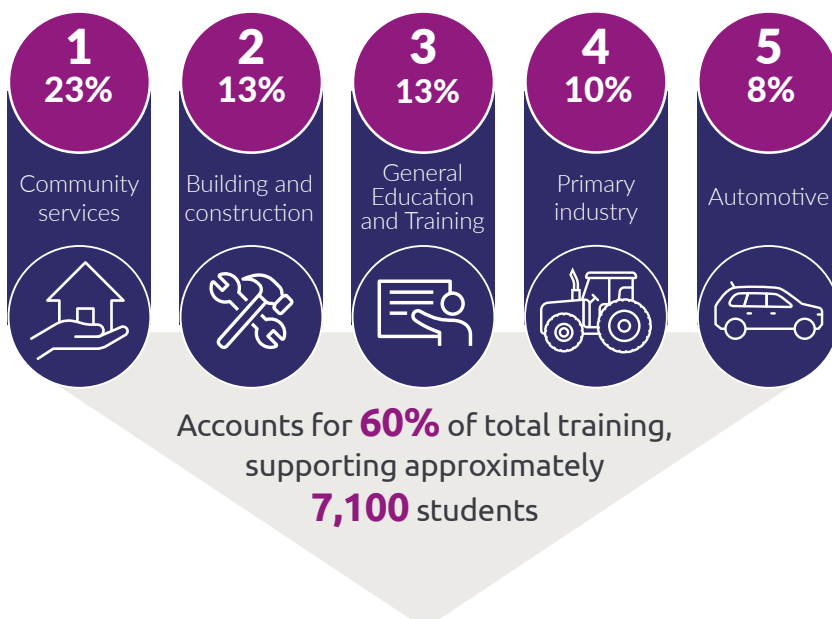 1
23%
Community
services
2
13%
Building and
construction
3
13%
General
Education
and Training
4
10%
Primary
industry
5
8%
Automotive
Accounts for 60% of total training,
supporting approximately
7,100 students